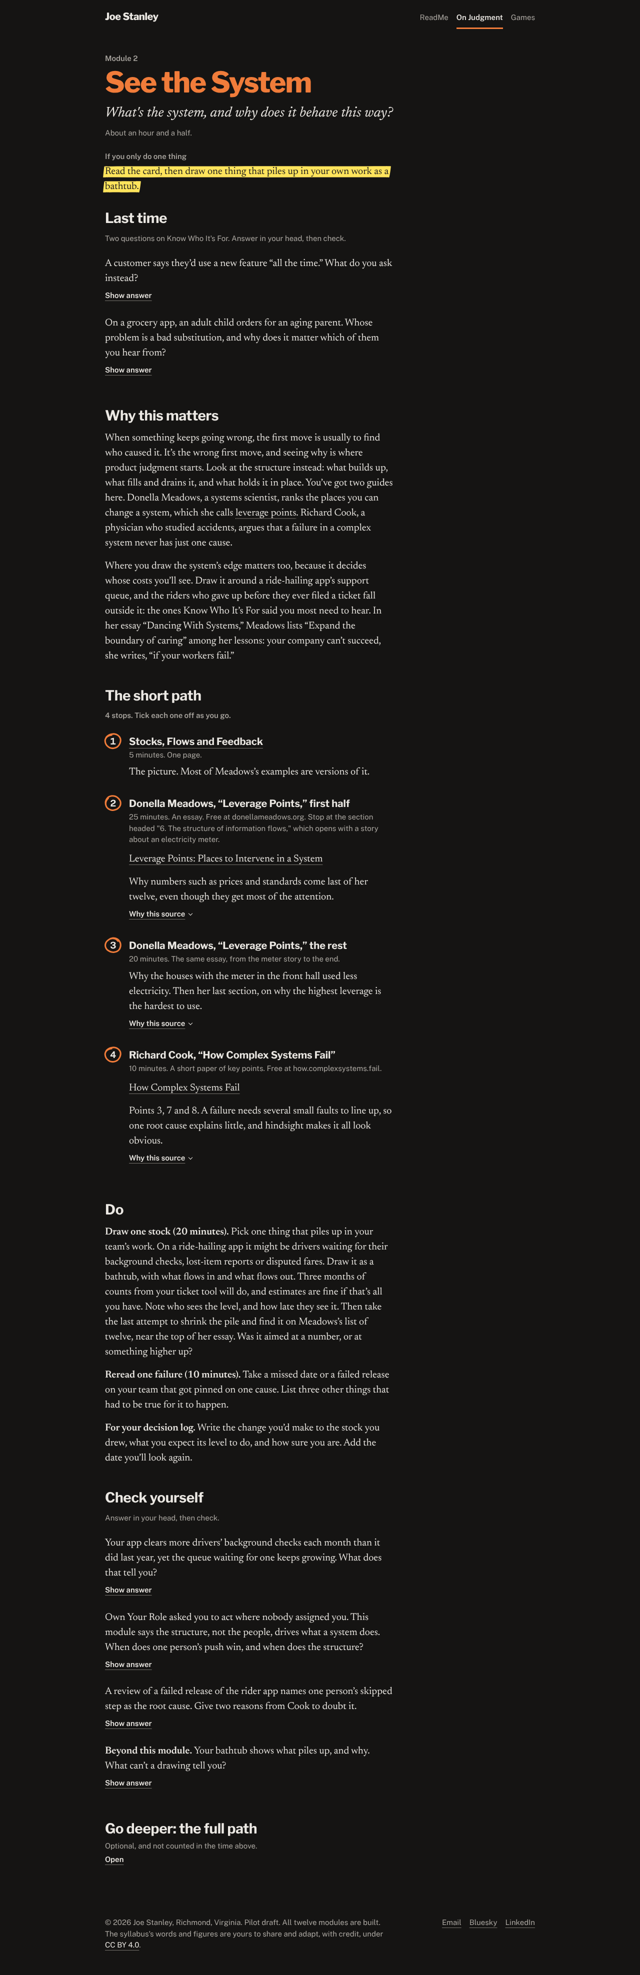 Joe Stanley
ReadMe On Judgment Games
Module 2
See the System
What's the system, and why does it behave this way?
About an hour and a half.
If you only do one thing
Read the card, then draw one thing that piles up in your own work as a
bathtub.
Last time
Two questions on Know Who It's For. Answer in your head, then check.
A customer says they'd use a new feature “all the time.” What do you ask
instead?
Show answer
On a grocery app, an adult child orders for an aging parent. Whose
problem is a bad substitution, and why does it matter which of them
you hear from?
Show answer
Why this matters
When something keeps going wrong, the first move is usually to find
who caused it. It's the wrong first move, and seeing why is where
product judgment starts. Look at the structure instead: what builds up,
what fills and drains it, and what holds it in place. You've got two guides
here. Donella Meadows, a systems scientist, ranks the places you can
change a system, which she calls leverage points. Richard Cook, a
physician who studied accidents, argues that a failure in a complex
system never has just one cause.
Where you draw the system's edge matters too, because it decides
whose costs you'll see. Draw it around a ride-hailing app's support
queue, and the riders who gave up before they ever filed a ticket fall
outside it: the ones Know Who It's For said you most need to hear. In
her essay “Dancing With Systems,” Meadows lists “Expand the
boundary of caring” among her lessons: your company can't succeed,
she writes, “if your workers fail.”
The short path
4 stops. Tick each one off as you go.
1 Stocks, Flows and Feedback
5 minutes. One page.
The picture. Most of Meadows's examples are versions of it.
2 Donella Meadows, “Leverage Points,” first half
25 minutes. An essay. Free at donellameadows.org. Stop at the section
headed "6. The structure of information flows," which opens with a story
about an electricity meter.
Leverage Points: Places to Intervene in a System
Why numbers such as prices and standards come last of her
twelve, even though they get most of the attention.
Why this source
3 Donella Meadows, “Leverage Points,” the rest
20 minutes. The same essay, from the meter story to the end.
Why the houses with the meter in the front hall used less
electricity. Then her last section, on why the highest leverage is
the hardest to use.
Why this source
4 Richard Cook, “How Complex Systems Fail”
10 minutes. A short paper of key points. Free at how.complexsystems.fail.
How Complex Systems Fail
Points 3, 7 and 8. A failure needs several small faults to line up, so
one root cause explains little, and hindsight makes it all look
obvious.
Why this source
Do
Draw one stock (20 minutes). Pick one thing that piles up in your
team's work. On a ride-hailing app it might be drivers waiting for their
background checks, lost-item reports or disputed fares. Draw it as a
bathtub, with what flows in and what flows out. Three months of
counts from your ticket tool will do, and estimates are fine if that's all
you have. Note who sees the level, and how late they see it. Then take
the last attempt to shrink the pile and find it on Meadows's list of
twelve, near the top of her essay. Was it aimed at a number, or at
something higher up?
Reread one failure (10 minutes). Take a missed date or a failed release
on your team that got pinned on one cause. List three other things that
had to be true for it to happen.
For your decision log. Write the change you'd make to the stock you
drew, what you expect its level to do, and how sure you are. Add the
date you'll look again.
Check yourself
Answer in your head, then check.
Your app clears more drivers' background checks each month than it
did last year, yet the queue waiting for one keeps growing. What does
that tell you?
Show answer
Own Your Role asked you to act where nobody assigned you. This
module says the structure, not the people, drives what a system does.
When does one person's push win, and when does the structure?
Show answer
A review of a failed release of the rider app names one person's skipped
step as the root cause. Give two reasons from Cook to doubt it.
Show answer
Beyond this module. Your bathtub shows what piles up, and why.
What can't a drawing tell you?
Show answer
Go deeper: the full path
Optional, and not counted in the time above.
Open
© 2026 Joe Stanley, Richmond, Virginia. Pilot draft. All twelve modules are built.
The syllabus's words and figures are yours to share and adapt, with credit, under
CC BY 4.0.
Email Bluesky LinkedIn